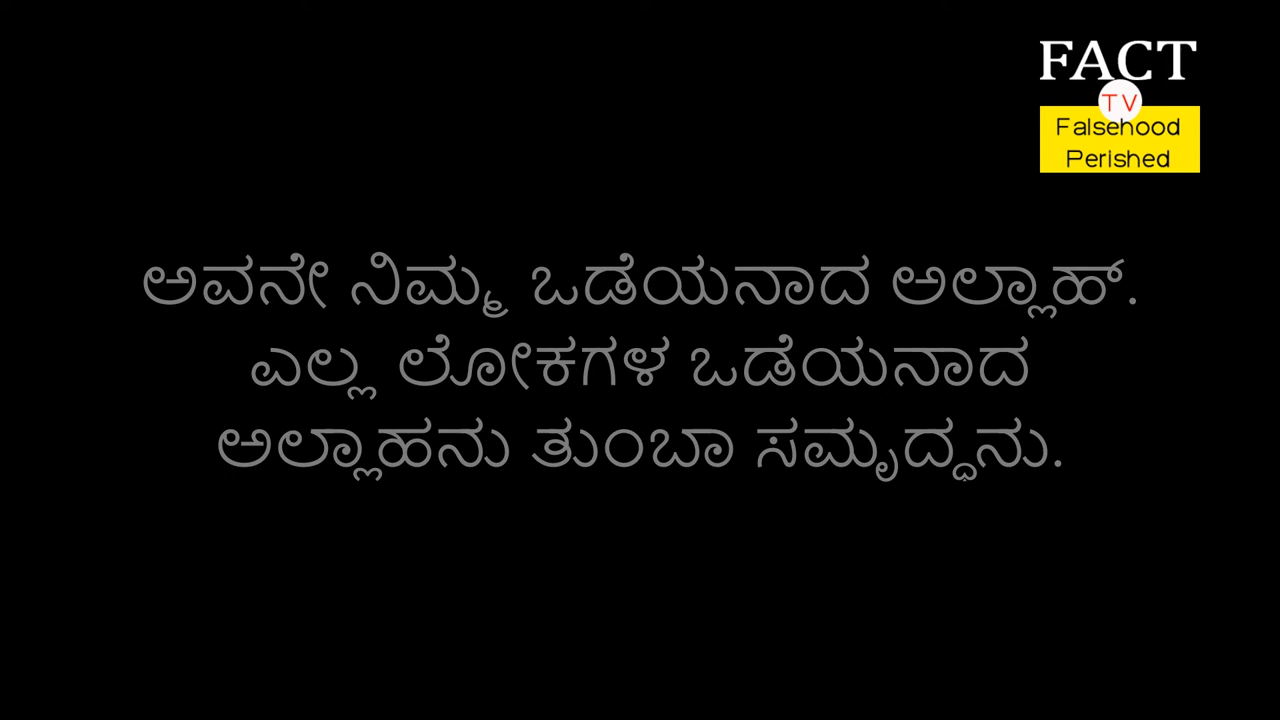 FACT
TV
Falsehood
Perished
ಅವನೇ ನಿಮ್ಮ ಒಡೆಯನಾದ ಅಲ್ಲಾಹ್.
ಎಲ್ಲ ಲೋಕಗಳ ಒಡೆಯನಾದ
ಅಲ್ಲಾಹನು ತುಂಬಾ ಸಮೃದ್ಧನು.